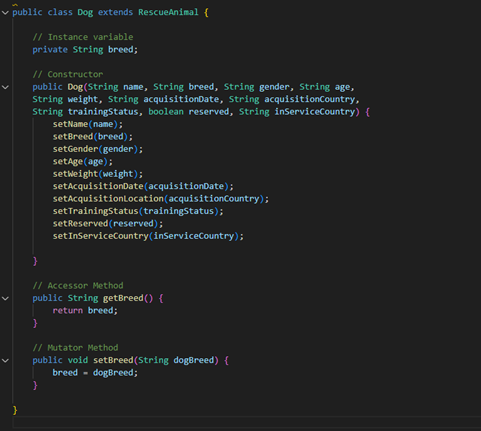 public class Dog extends RescueAnimal {
// Instance variable
private String breed;
// Constructor
public Dog(String name, String breed, String gender, String age,
String weight, String acquisitionDate, String acquisitionCountry,
String trainingStatus, boolean reserved, String inServiceCountry) {
setName(name);
setBreed(breed);
setGender(gender);
setAge(age);
setWeight(weight);
setAcquisitionDate(acquisitionDate);
setAcquisitionLocation(acquisitionCountry);
setTrainingStatus(trainingStatus);
setReserved(reserved);
setInServiceCountry(inServiceCountry);
}
// Accessor Method
public String getBreed() {
return breed;
}
// Mutator Method
public void setBreed(String dogBreed) {
breed = dogBreed;
}
}